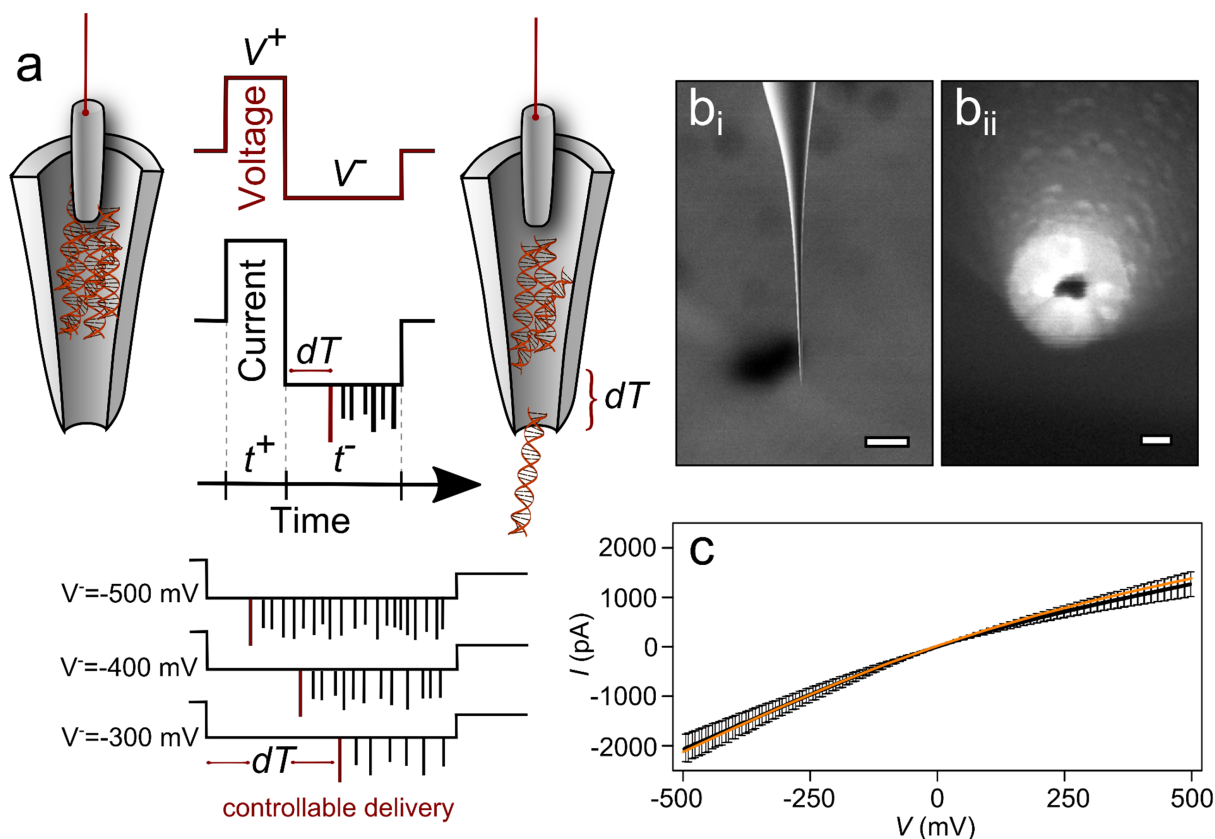 a
V⁺
Voltage
V⁻
Current
dT
dT
t⁺
t⁻
Time
V⁻=-500 mV
V⁻=-400 mV
V⁻=-300 mV
dT
controllable delivery
bᵢ
bᵢᵢ
c
2000
1000
0
-1000
-2000
I (pA)
-500
-250
0
250
500
V (mV)